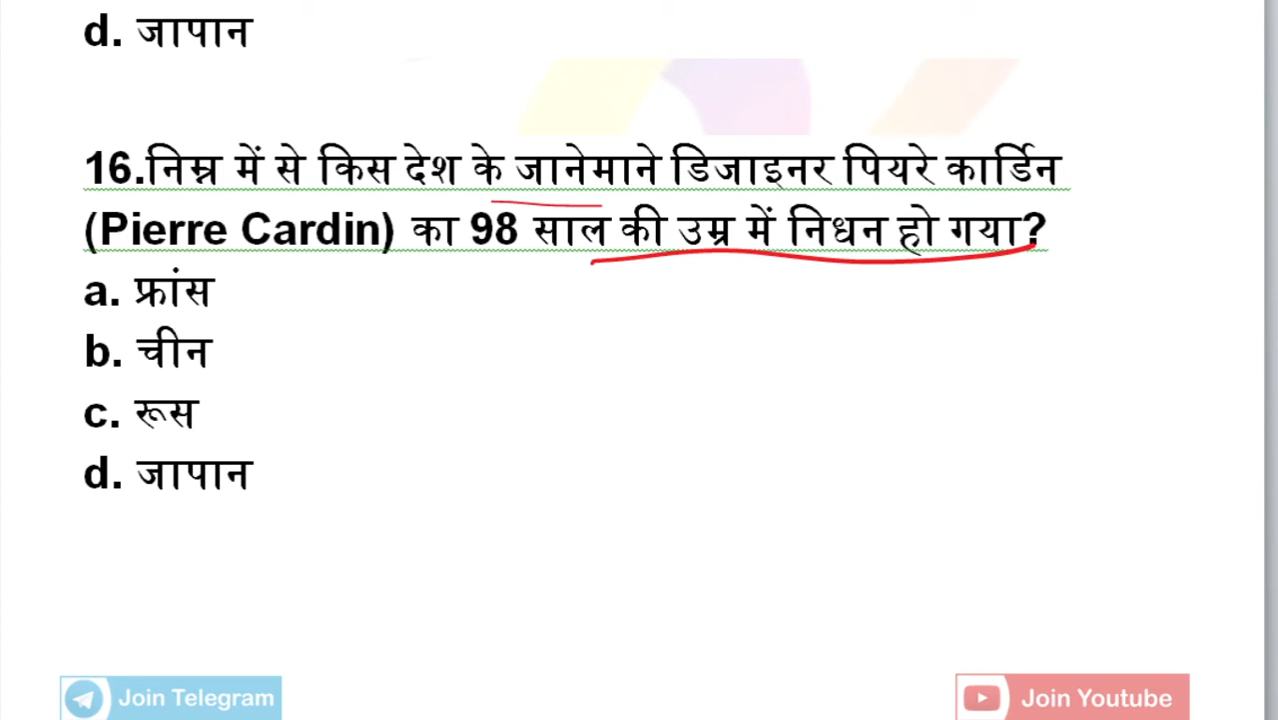 d. जापान
16.निम्न में से किस देश के जानेमाने डिजाइनर पियरे कार्डिन
(Pierre Cardin) का 98 साल की उम्र में निधन हो गया?
a. फ्रांस
b. चीन
c. रूस
d. जापान
Join Telegram
Join Youtube